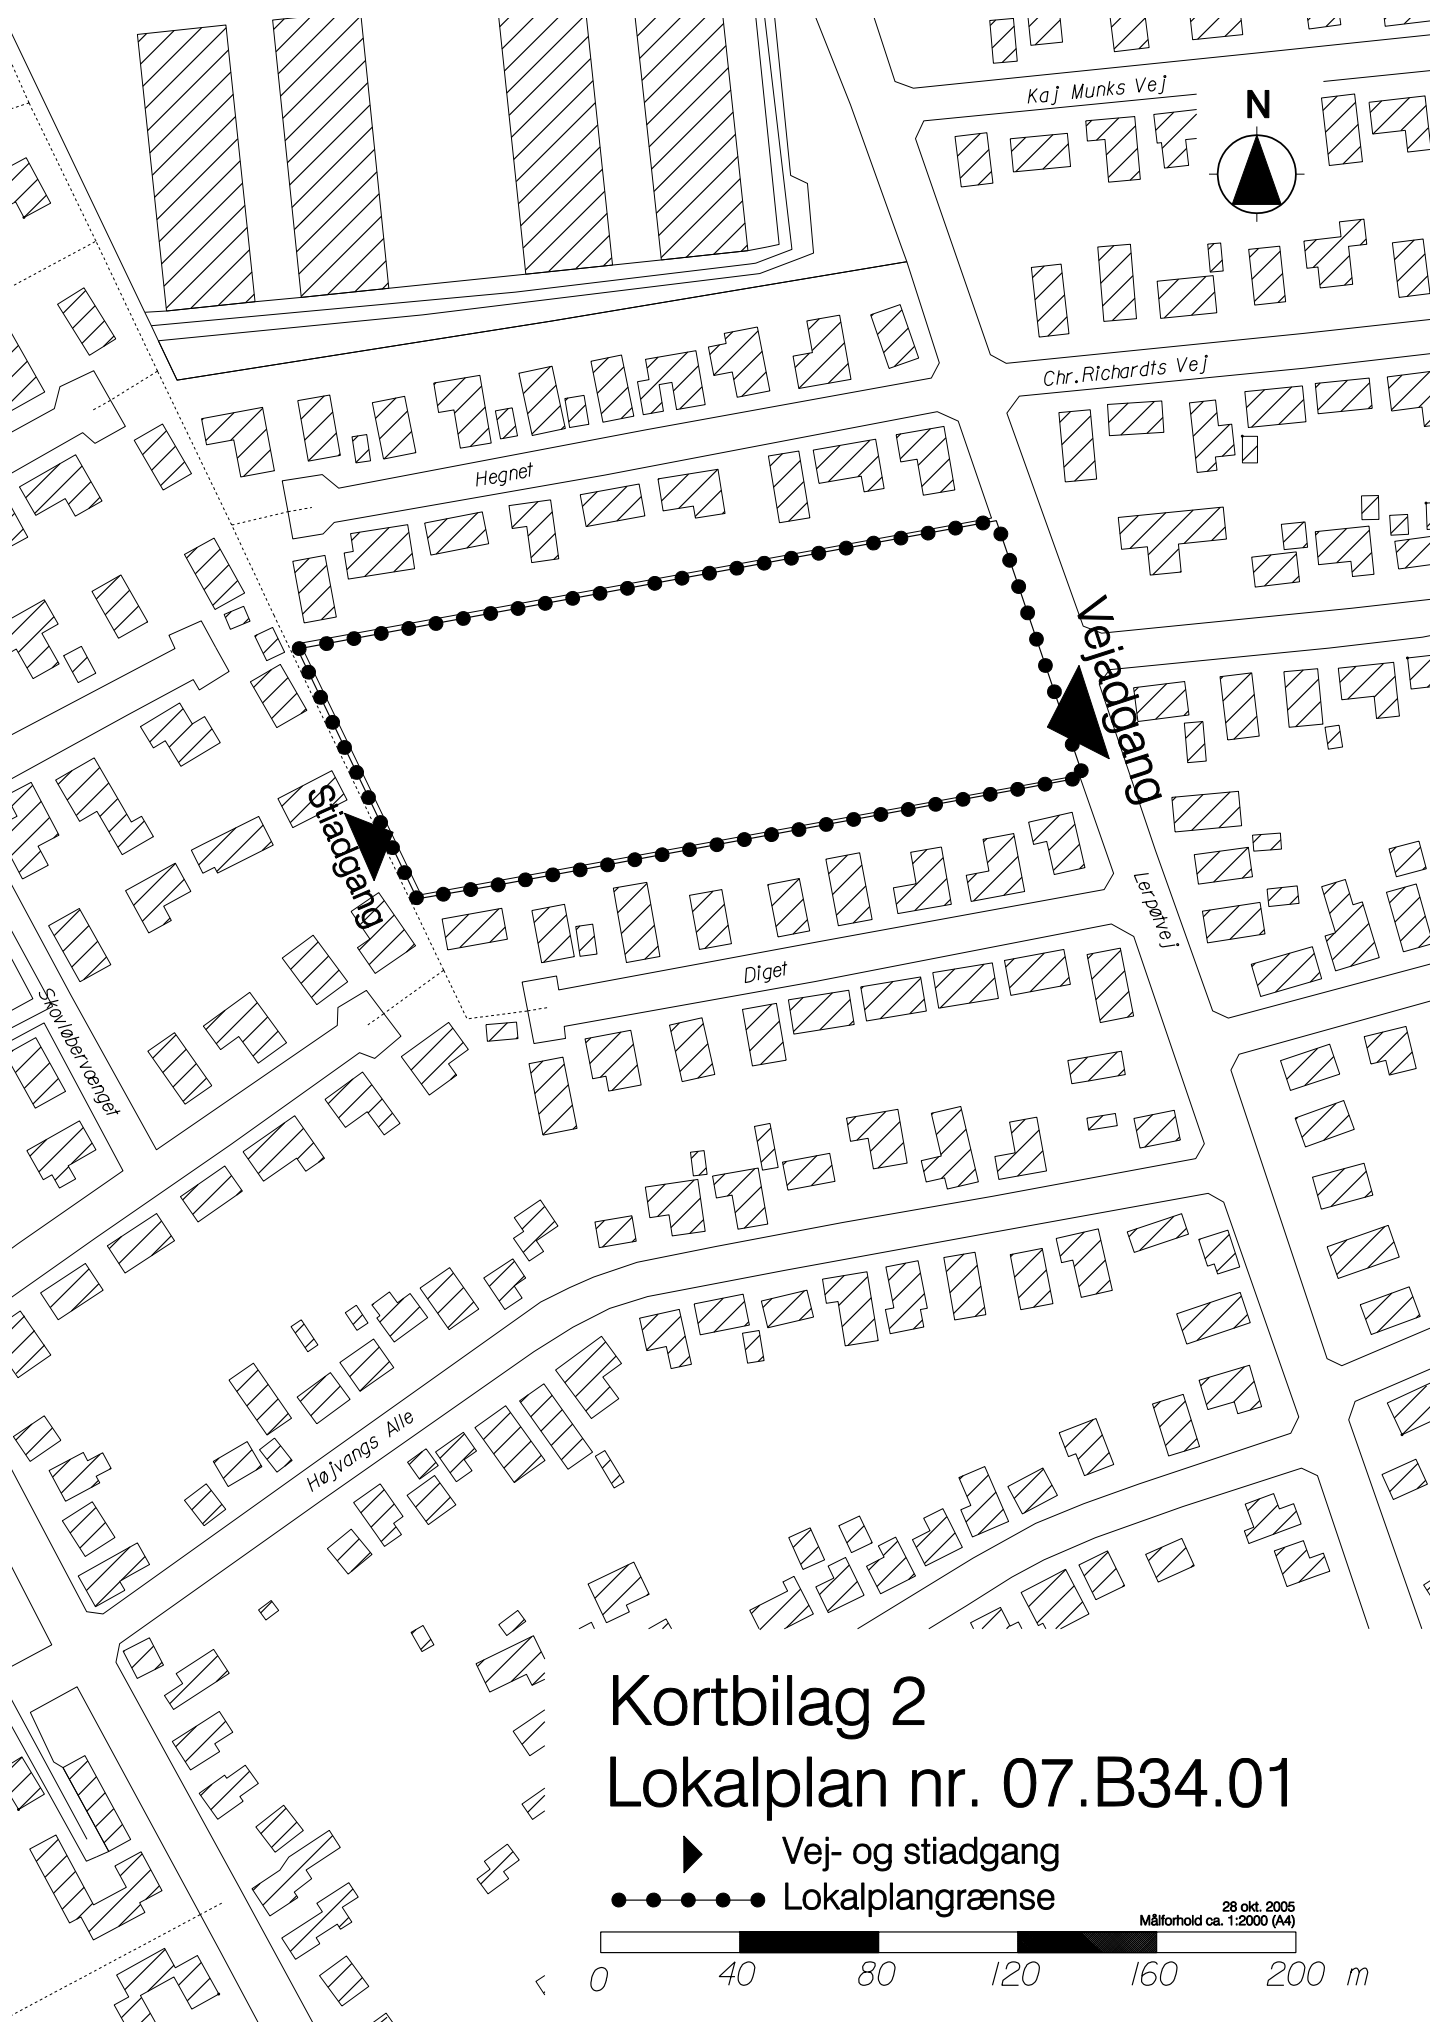 Kaj Munks Vej
N
Chr.Richardts Vej
Hegnet
Vejadgang
Stiadgang
Lerpøtvej
Diget
Skovløbervænget
Højvangs Alle
Kortbilag 2
Lokalplan nr. 07.B34.01
Vej- og stiadgang
Lokalplangrænse
28 okt. 2005
Målforhold ca. 1:2000 (A4)
0 40 80 120 160 200 m